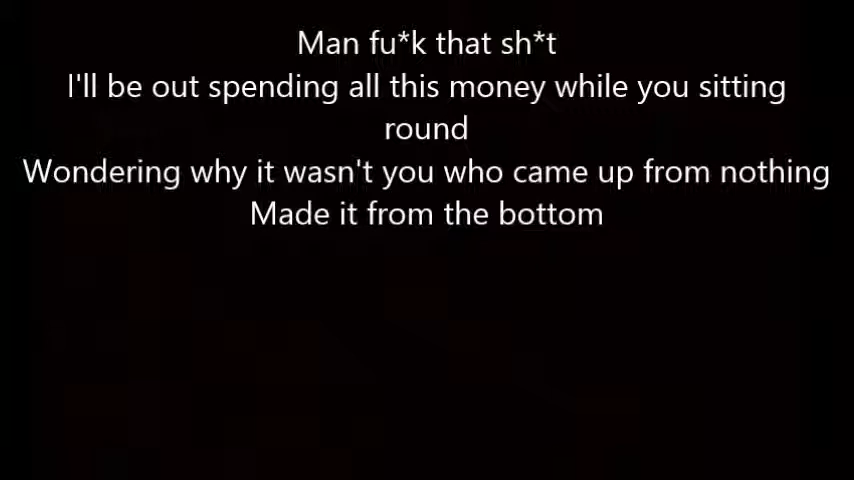 Man fu*k that sh*t
I'll be out spending all this money while you sitting
round
Wondering why it wasn't you who came up from nothing
Made it from the bottom